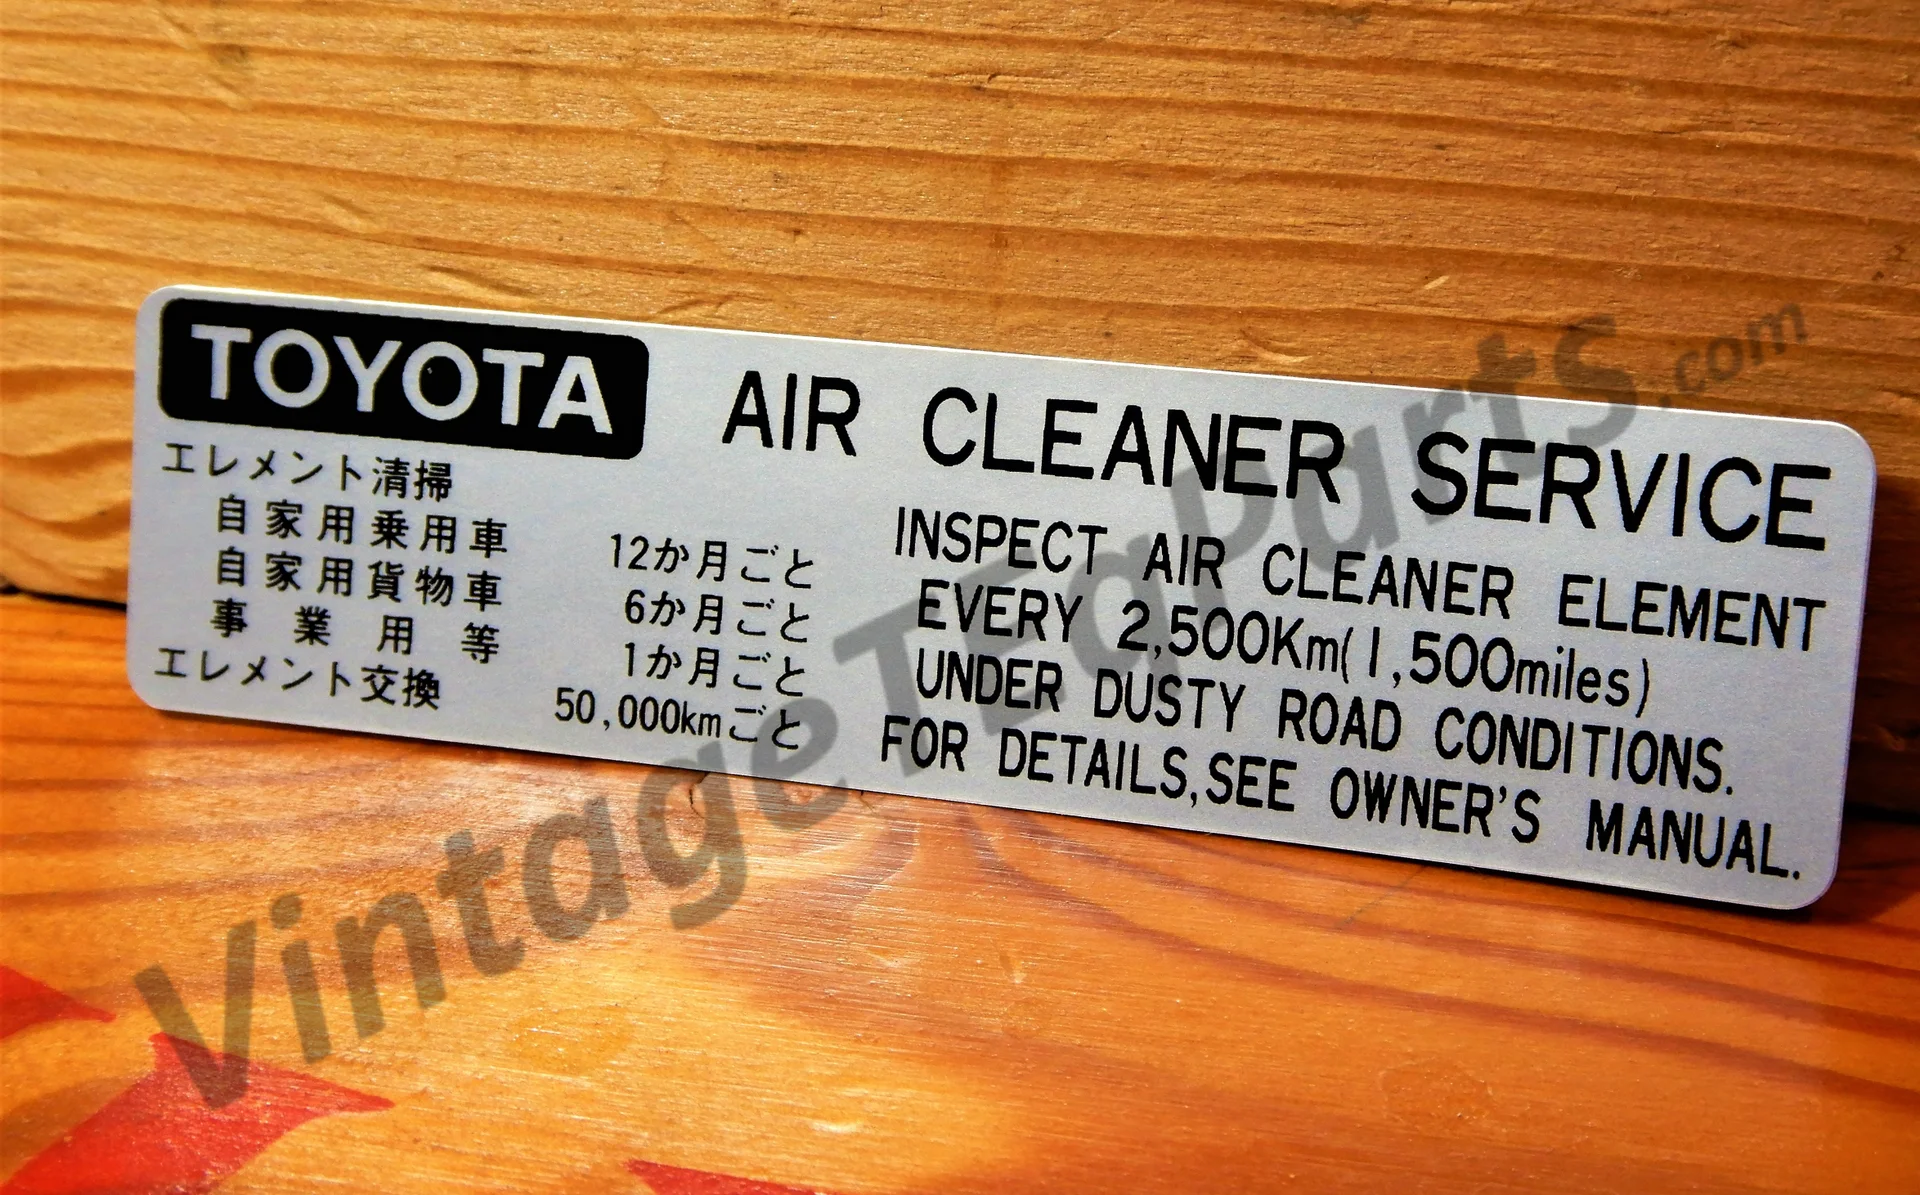 TOYOTA AIR CLEANER SERVICE
エレメント清掃
自家用乗用車 12か月ごと
自家用貨物車 6か月ごと
事業用等 1か月ごと
エレメント交換 50,000kmごと
INSPECT AIR CLEANER ELEMENT
EVERY 2,500Km(1,500miles)
UNDER DUSTY ROAD CONDITIONS.
FOR DETAILS,SEE OWNER'S MANUAL.
VintageTEqParts.com